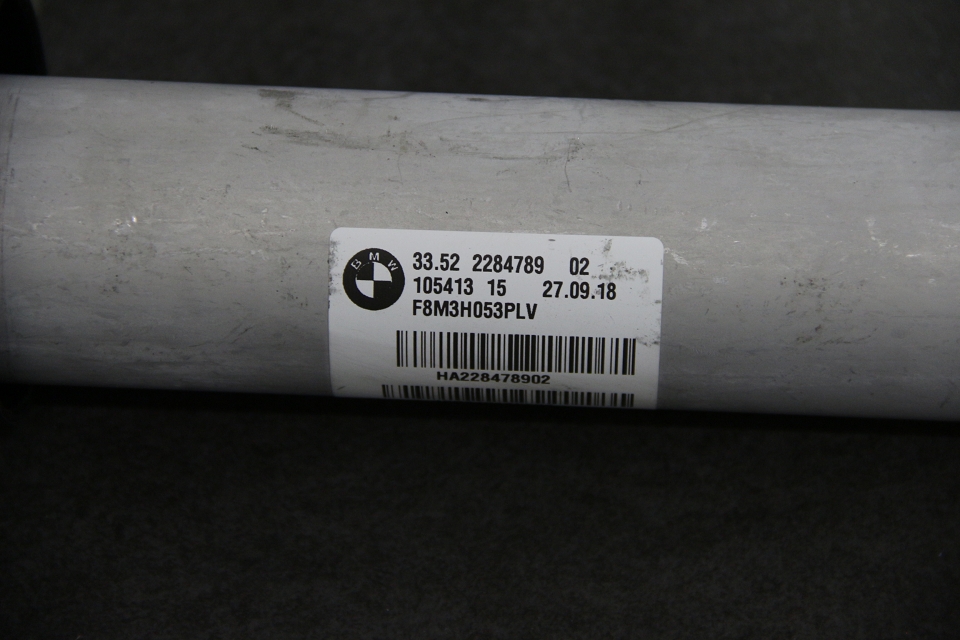 BMW
33.52 2284789 02
105413 15 27.09.18
F8M3H053PLV
HA228478902